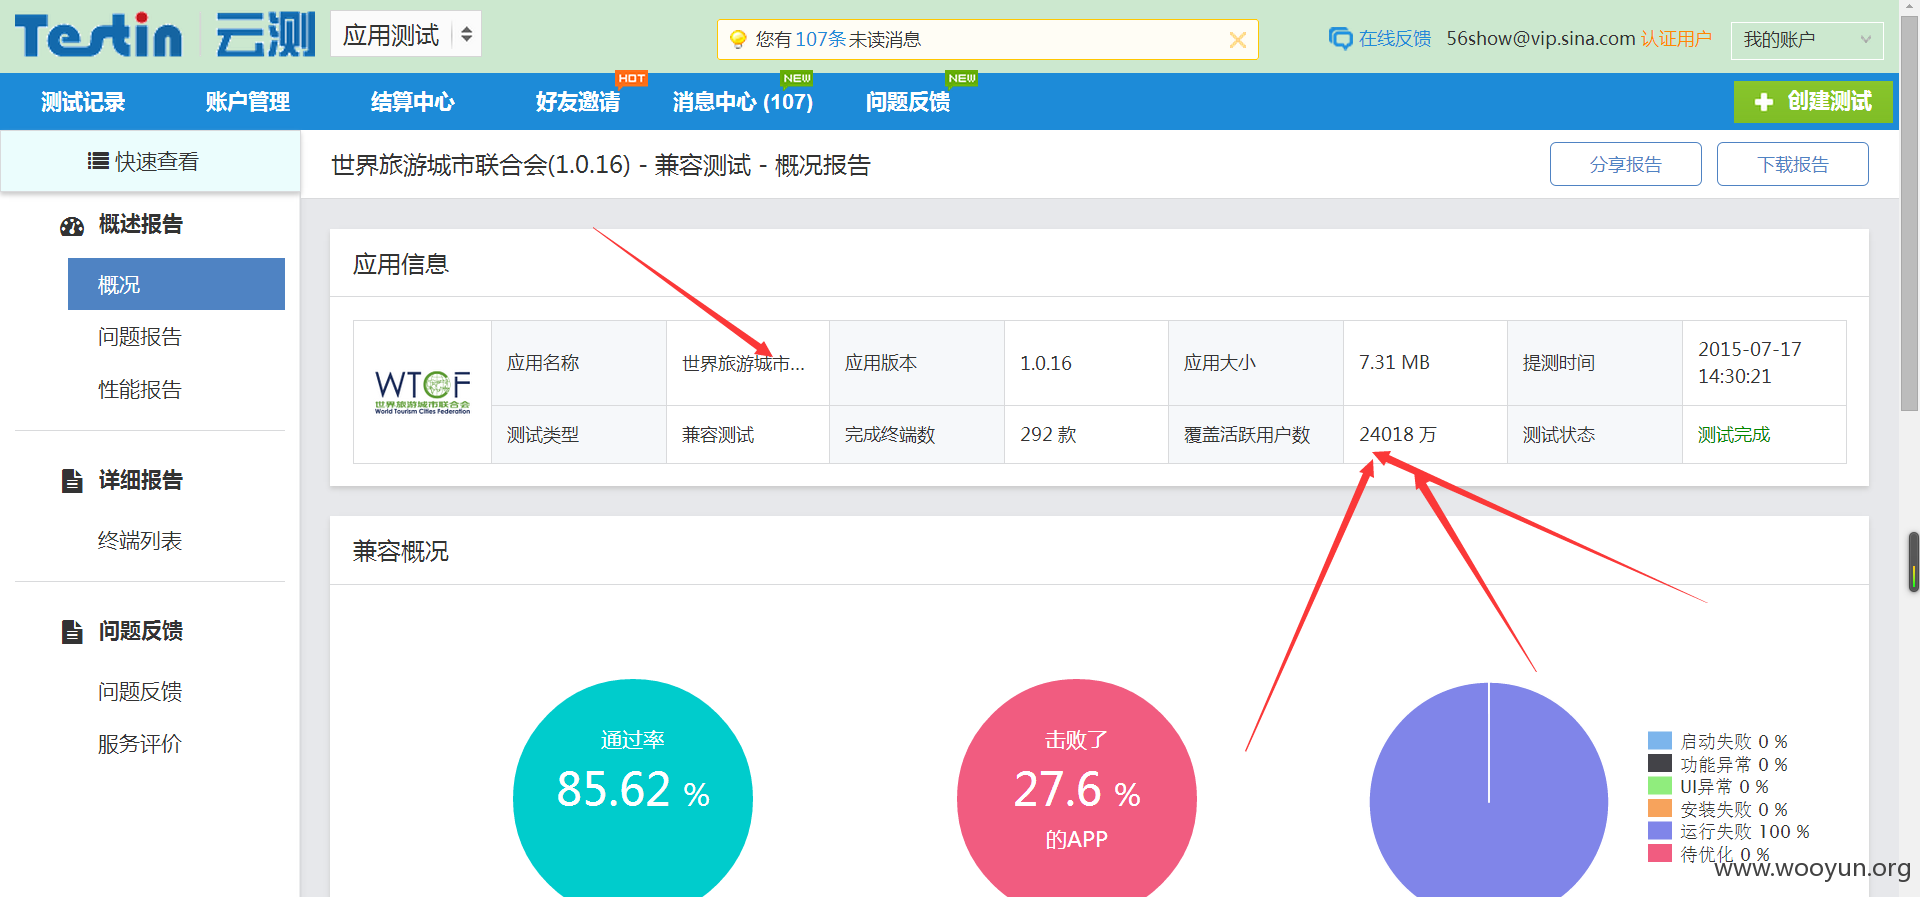 Testin 云测
应用测试
您有 107条 未读消息
在线反馈
56show@vip.sina.com 认证用户
我的账户
测试记录
账户管理
结算中心
好友邀请
HOT
消息中心 (107)
NEW
问题反馈
NEW
创建测试
快速查看
世界旅游城市联合会(1.0.16) - 兼容测试 - 概况报告
分享报告
下载报告
概述报告
概况
问题报告
性能报告
详细报告
终端列表
问题反馈
问题反馈
服务评价
应用信息
WTCF
世界旅游城市联合会
World Tourism Cities Federation
应用名称
世界旅游城市...
应用版本
1.0.16
应用大小
7.31 MB
提测时间
2015-07-17
14:30:21
测试类型
兼容测试
完成终端数
292 款
覆盖活跃用户数
24018 万
测试状态
测试完成
兼容概况
通过率
85.62 %
击败了
27.6 %
的APP
启动失败 0 %
功能异常 0 %
UI异常 0 %
安装失败 0 %
运行失败 100 %
待优化 0 %
www.wooyun.org